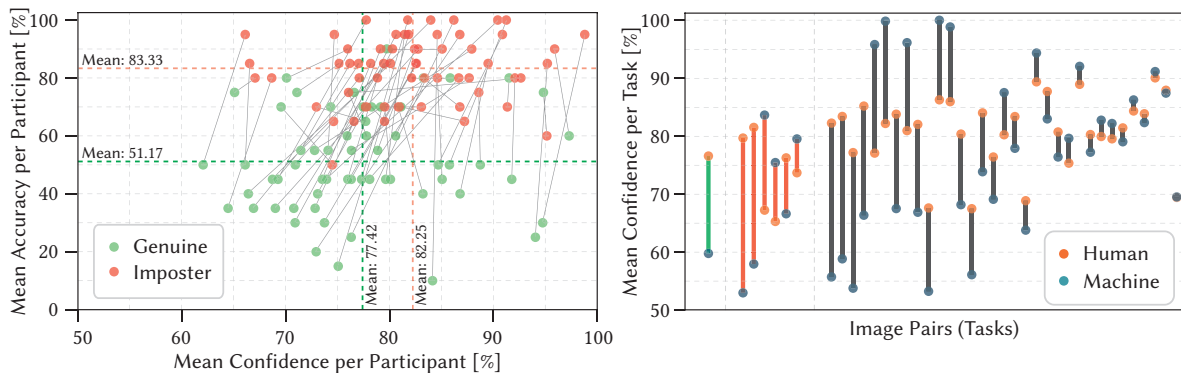 Mean Accuracy per Participant [%]
100
80
60
40
20
0
Mean: 83.33
Mean: 51.17
Mean: 77.42
Mean: 82.25
Genuine
Imposter
50
60
70
80
90
100
Mean Confidence per Participant [%]
Mean Confidence per Task [%]
100
90
80
70
60
50
Human
Machine
Image Pairs (Tasks)